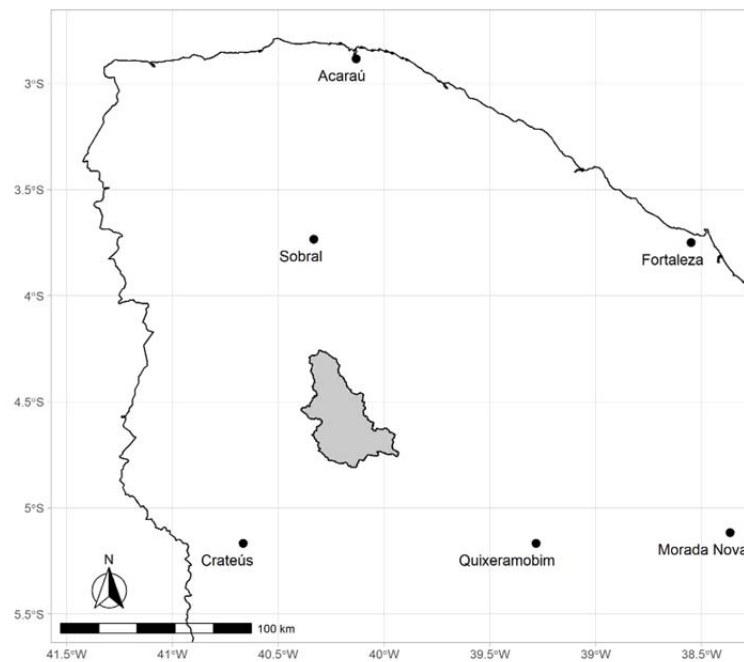 3°S
Acaraú
3.5°S
Sobral
Fortaleza
4°S
4.5°S
5°S
Crateús
Quixeramobim
Morada Nova
N
5.5°S
100 km
41.5°W
41°W
40.5°W
40°W
39.5°W
39°W
38.5°W